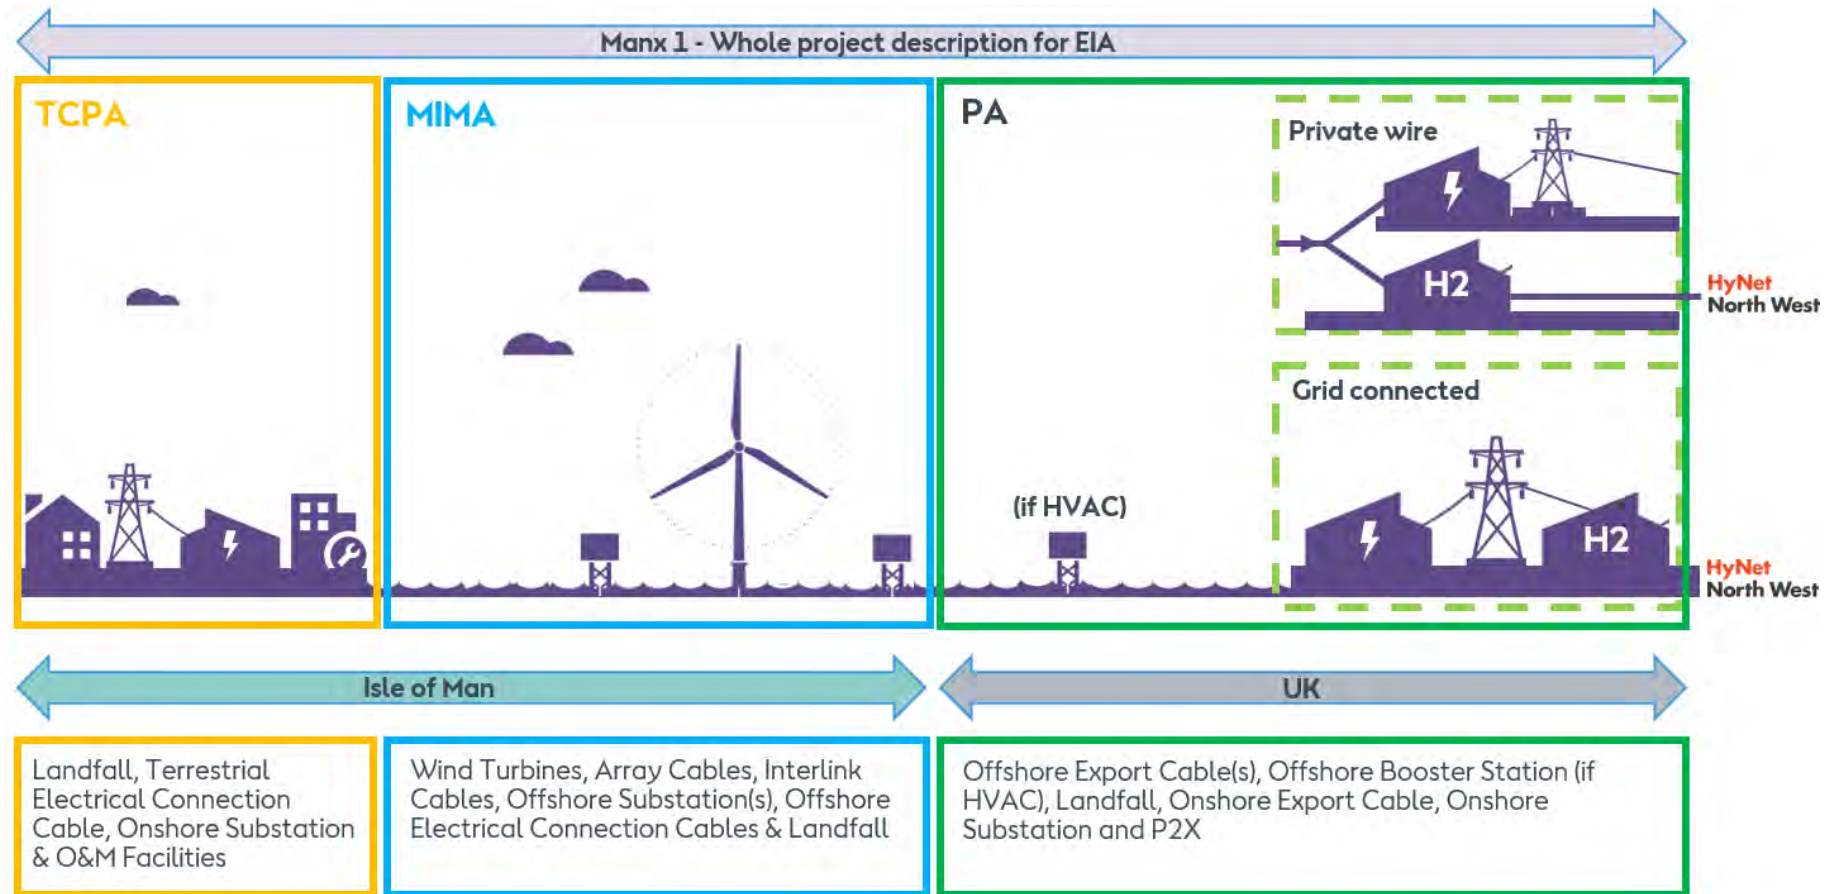 Manx 1 - Whole project description for EIA
TCPA
MIMA
PA
Private wire
H2
HyNet
North West
Grid connected
(if HVAC)
H2
HyNet
North West
Isle of Man
UK
Landfall, Terrestrial
Electrical Connection
Cable, Onshore Substation
& O&M Facilities
Wind Turbines, Array Cables, Interlink
Cables, Offshore Substation(s), Offshore
Electrical Connection Cables & Landfall
Offshore Export Cable(s), Offshore Booster Station (if
HVAC), Landfall, Onshore Export Cable, Onshore
Substation and P2X